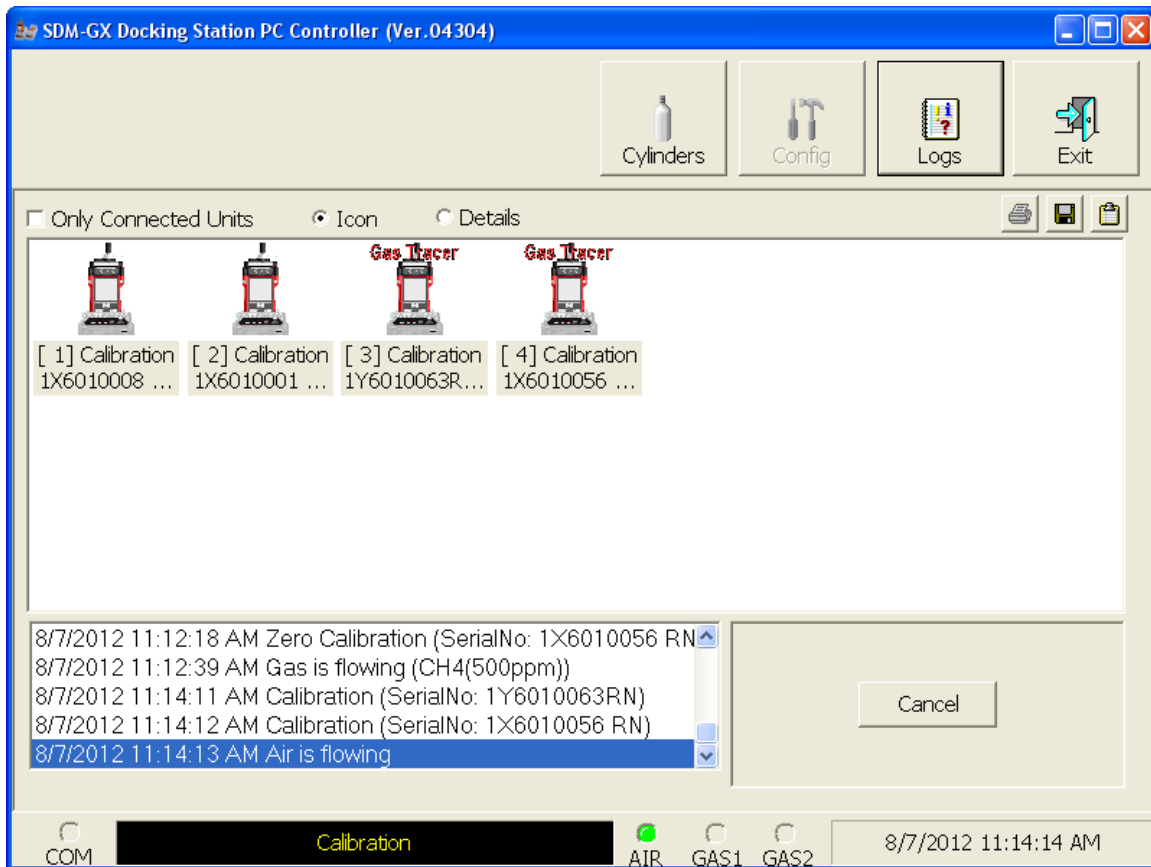 SDM-GX Docking Station PC Controller (Ver.04304)
Cylinders
Config
Logs
Exit
Only Connected Units
Icon
Details
Gas Tracer
Gas Tracer
[ 1] Calibration
1X6010008 ...
[ 2] Calibration
1X6010001 ...
[ 3] Calibration
1Y6010063R...
[ 4] Calibration
1X6010056 ...
8/7/2012 11:12:18 AM Zero Calibration (SerialNo: 1X6010056 RN
8/7/2012 11:12:39 AM Gas is flowing (CH4(500ppm))
8/7/2012 11:14:11 AM Calibration (SerialNo: 1Y6010063RN)
8/7/2012 11:14:12 AM Calibration (SerialNo: 1X6010056 RN)
8/7/2012 11:14:13 AM Air is flowing
Cancel
COM
Calibration
AIR
GAS1
GAS2
8/7/2012 11:14:14 AM